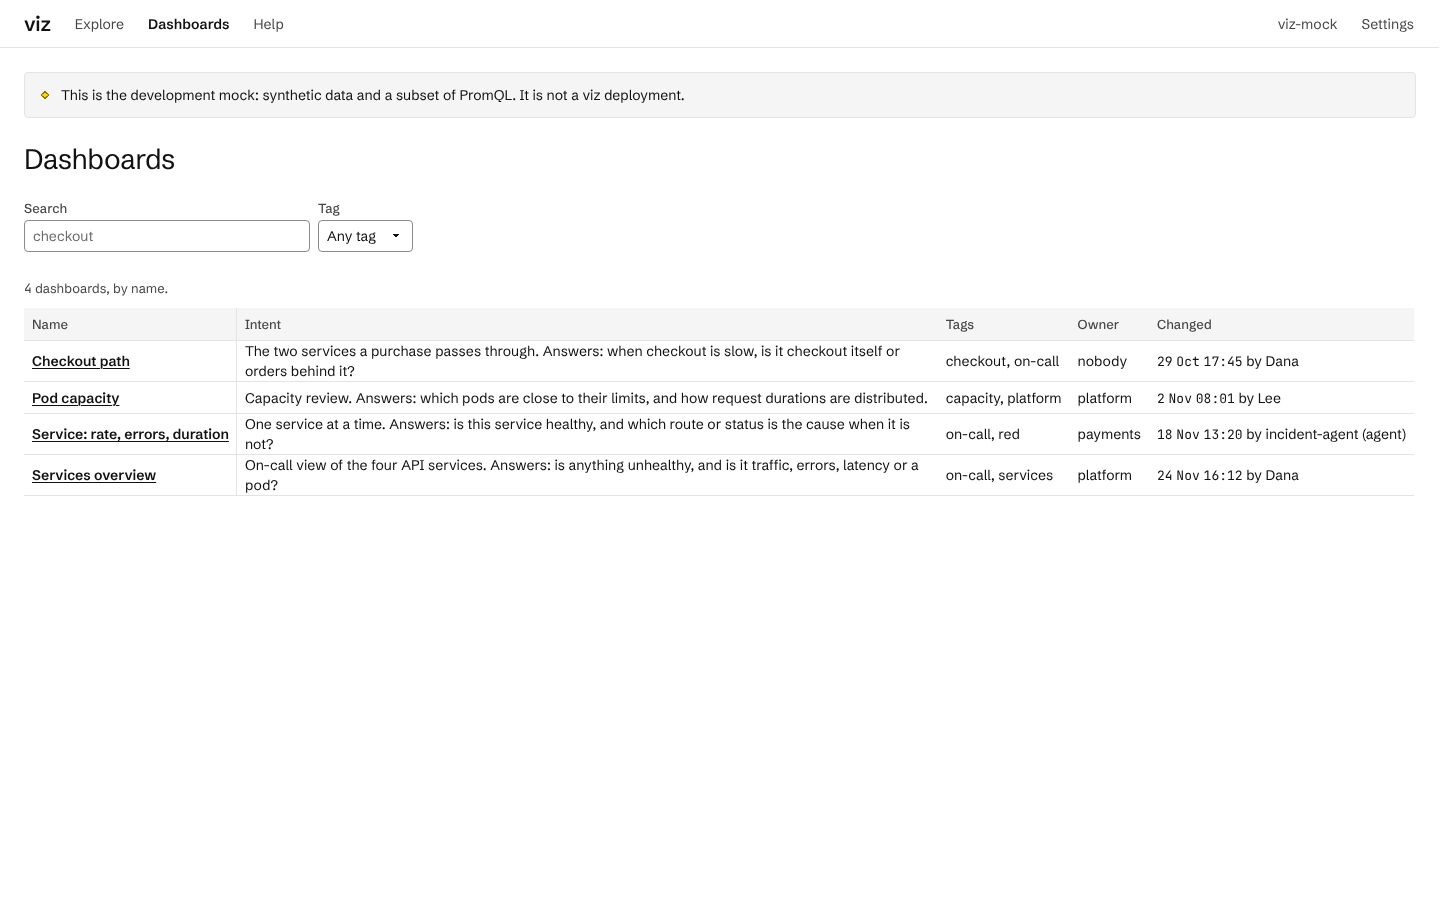 viz Explore Dashboards Help viz-mock Settings
This is the development mock: synthetic data and a subset of PromQL. It is not a viz deployment.
Dashboards
Search Tag
checkout Any tag
4 dashboards, by name.
Name Intent Tags Owner Changed
Checkout path The two services a purchase passes through. Answers: when checkout is slow, is it checkout itself or orders behind it? checkout, on-call nobody 29 Oct 17:45 by Dana
Pod capacity Capacity review. Answers: which pods are close to their limits, and how request durations are distributed. capacity, platform platform 2 Nov 08:01 by Lee
Service: rate, errors, duration One service at a time. Answers: is this service healthy, and which route or status is the cause when it is not? on-call, red payments 18 Nov 13:20 by incident-agent (agent)
Services overview On-call view of the four API services. Answers: is anything unhealthy, and is it traffic, errors, latency or a pod? on-call, services platform 24 Nov 16:12 by Dana